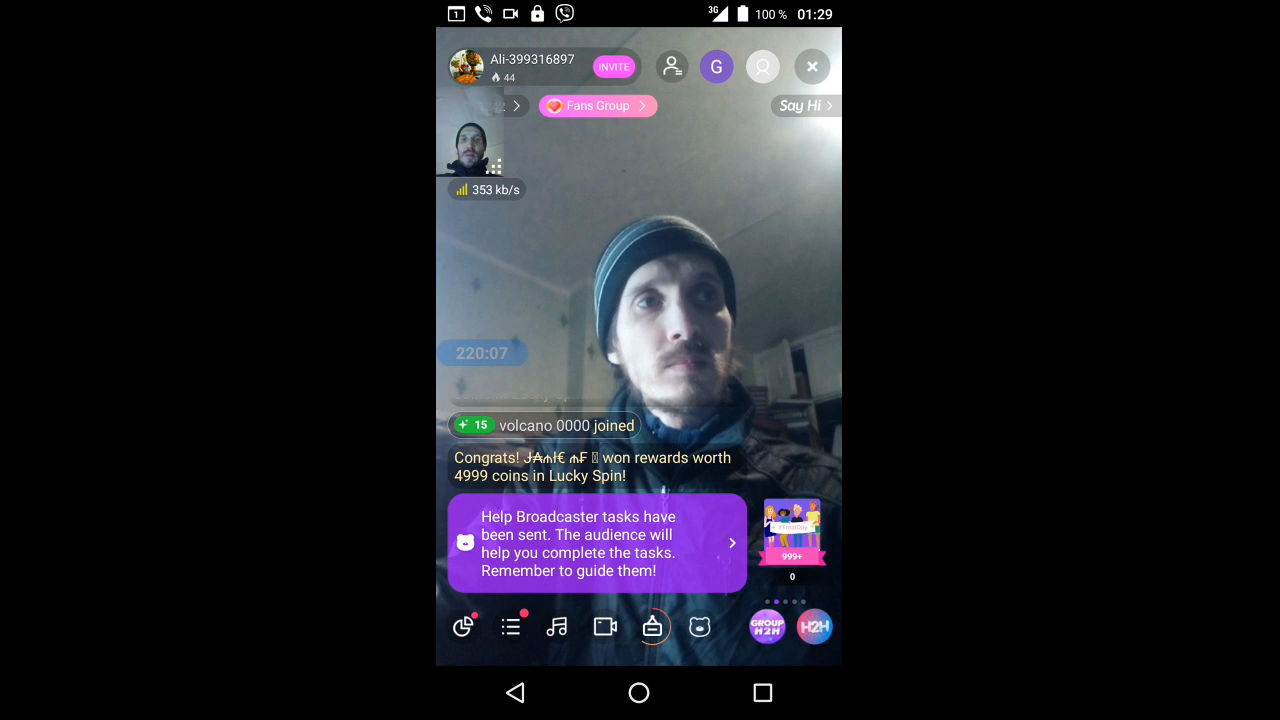 1
3G
100 %
01:29
Ali-399316897
44
INVITE
G
Fans Group
Say Hi
353 kb/s
220:07
15 volcano 0000 joined
Congrats! won rewards worth
4999 coins in Lucky Spin!
Help Broadcaster tasks have
been sent. The audience will
help you complete the tasks.
Remember to guide them!
999+
0
GROUP
H2H
H2H